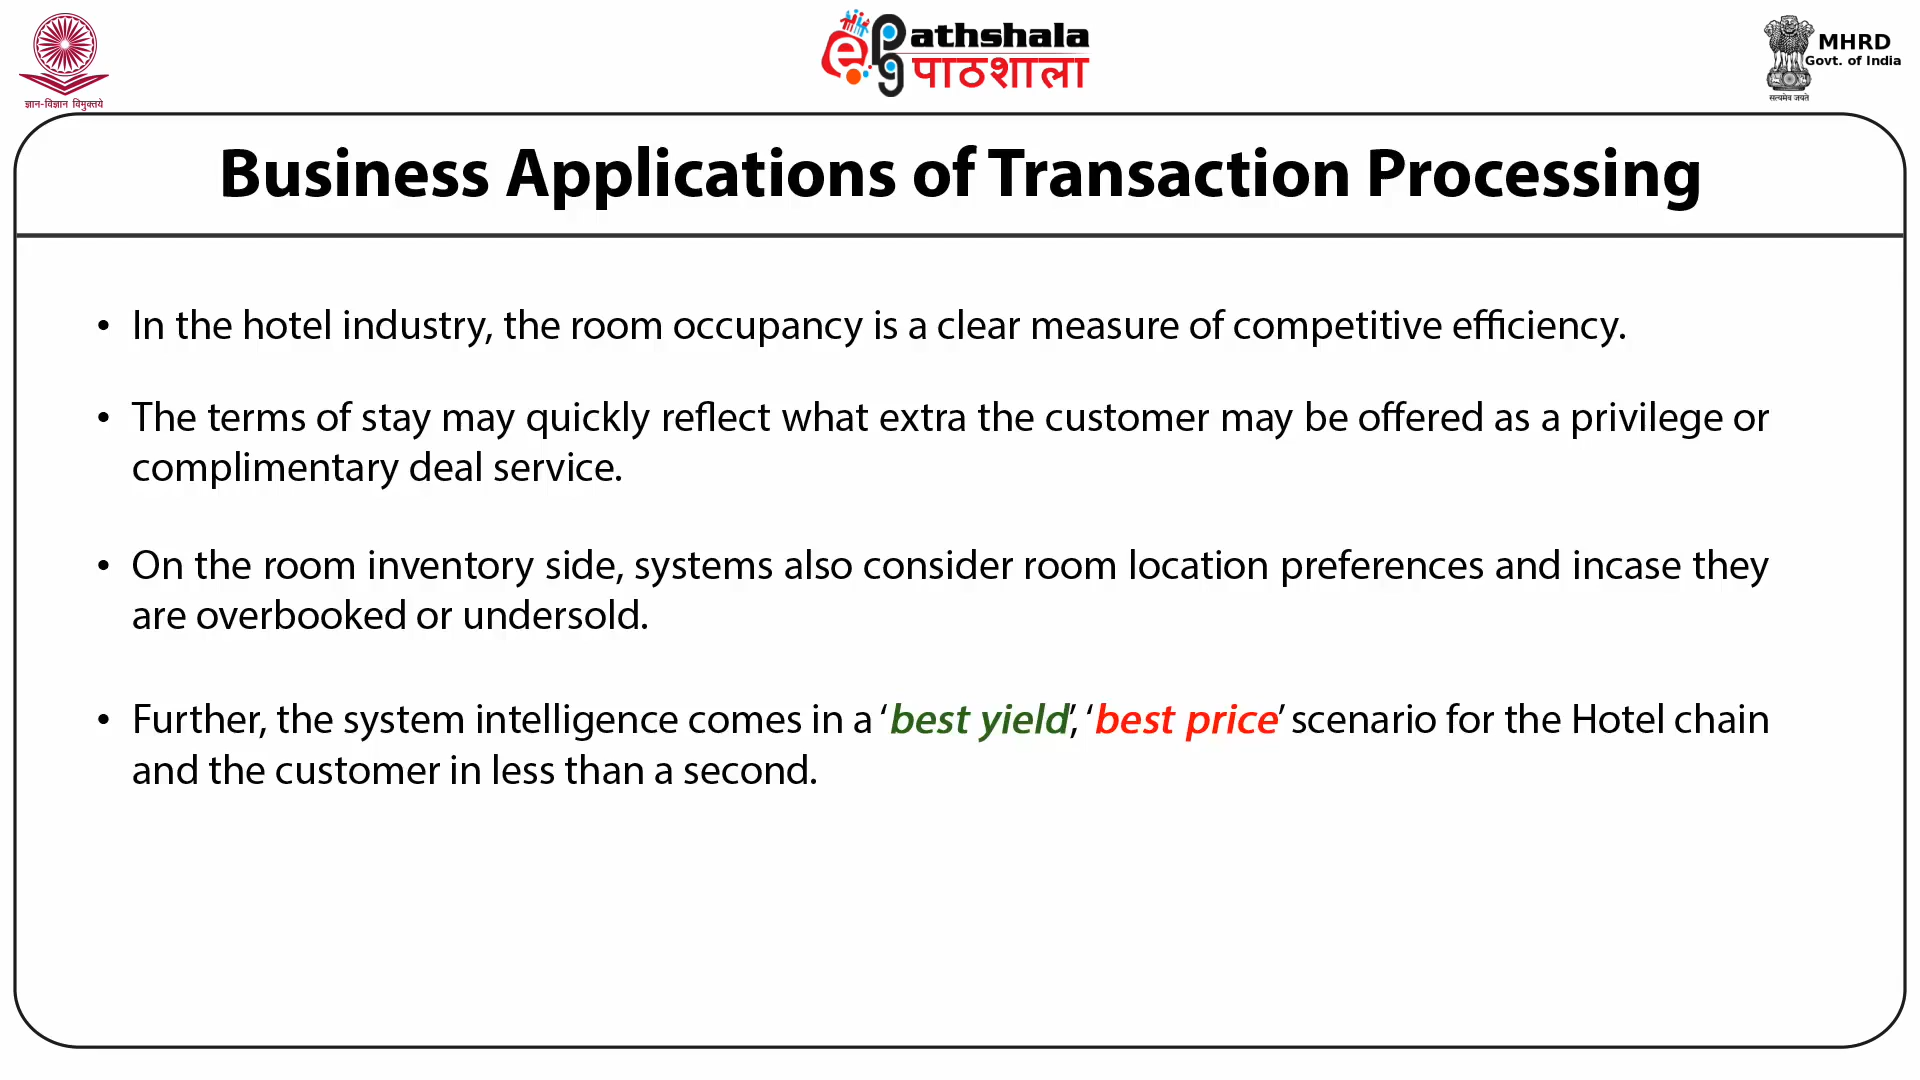 ज्ञान-विज्ञान विमुक्तये
e Pathshala
पाठशाला
MHRD
Govt. of India
सत्यमेव जयते
Business Applications of Transaction Processing
• In the hotel industry, the room occupancy is a clear measure of competitive efficiency.
• The terms of stay may quickly reflect what extra the customer may be offered as a privilege or
complimentary deal service.
• On the room inventory side, systems also consider room location preferences and incase they
are overbooked or undersold.
• Further, the system intelligence comes in a ‘best yield’, ‘best price’ scenario for the Hotel chain
and the customer in less than a second.